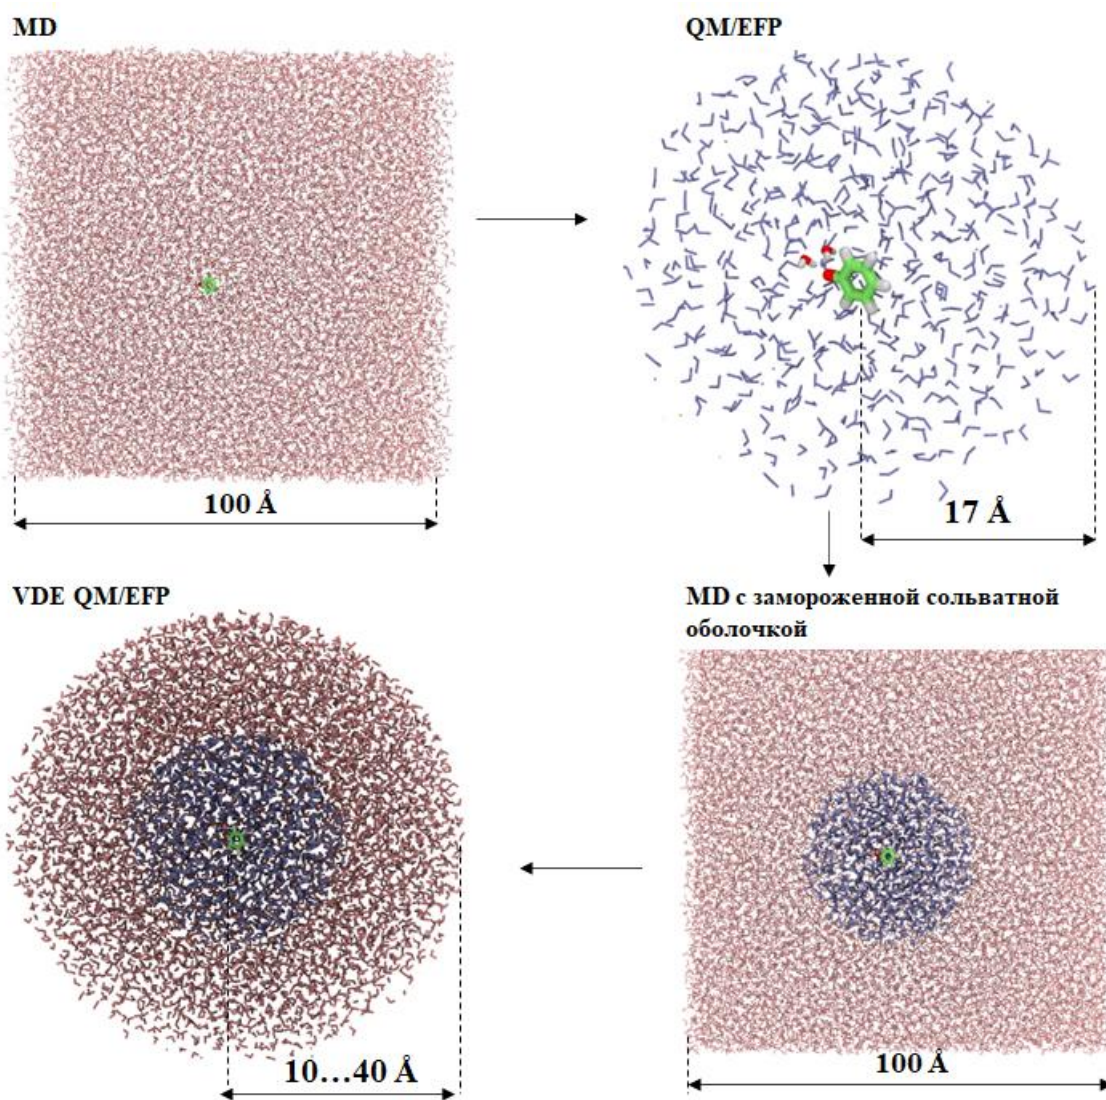 MD
QM/EFP
100 Å
17 Å
VDE QM/EFP
MD с замороженной сольватной
оболочкой
10…40 Å
100 Å